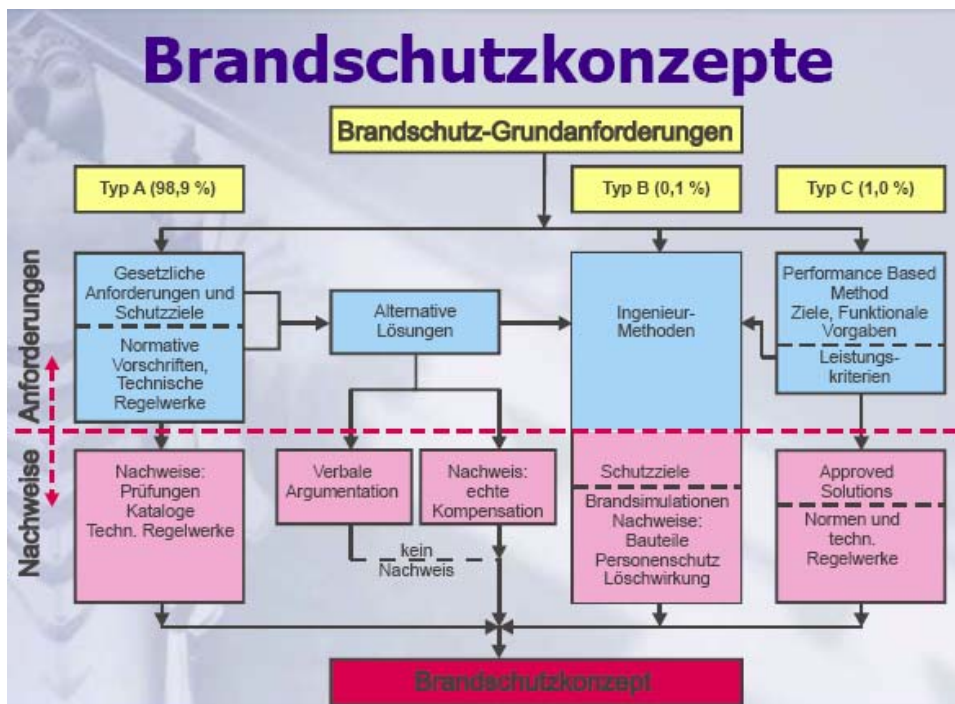 Brandschutzkonzepte
Brandschutz-Grundanforderungen
Typ A (98,9 %)
Typ B (0,1 %)
Typ C (1,0 %)
Anforderungen
Gesetzliche
Anforderungen und
Schutzziele
Normative
Vorschriften,
Technische
Regelwerke
Alternative
Lösungen
Ingenieur-
Methoden
Performance Based
Method
Ziele, Funktionale
Vorgaben
Leistungs-
kriterien
Nachweise
Nachweise:
Prüfungen
Kataloge
Techn. Regelwerke
Verbale
Argumentation
Nachweis:
echte
Kompensation
kein
Nachweis
Schutzziele
Brandsimulationen
Nachweise:
Bauteile
Personenschutz
Löschwirkung
Approved
Solutions
Normen und
techn.
Regelwerke
Brandschutzkonzept